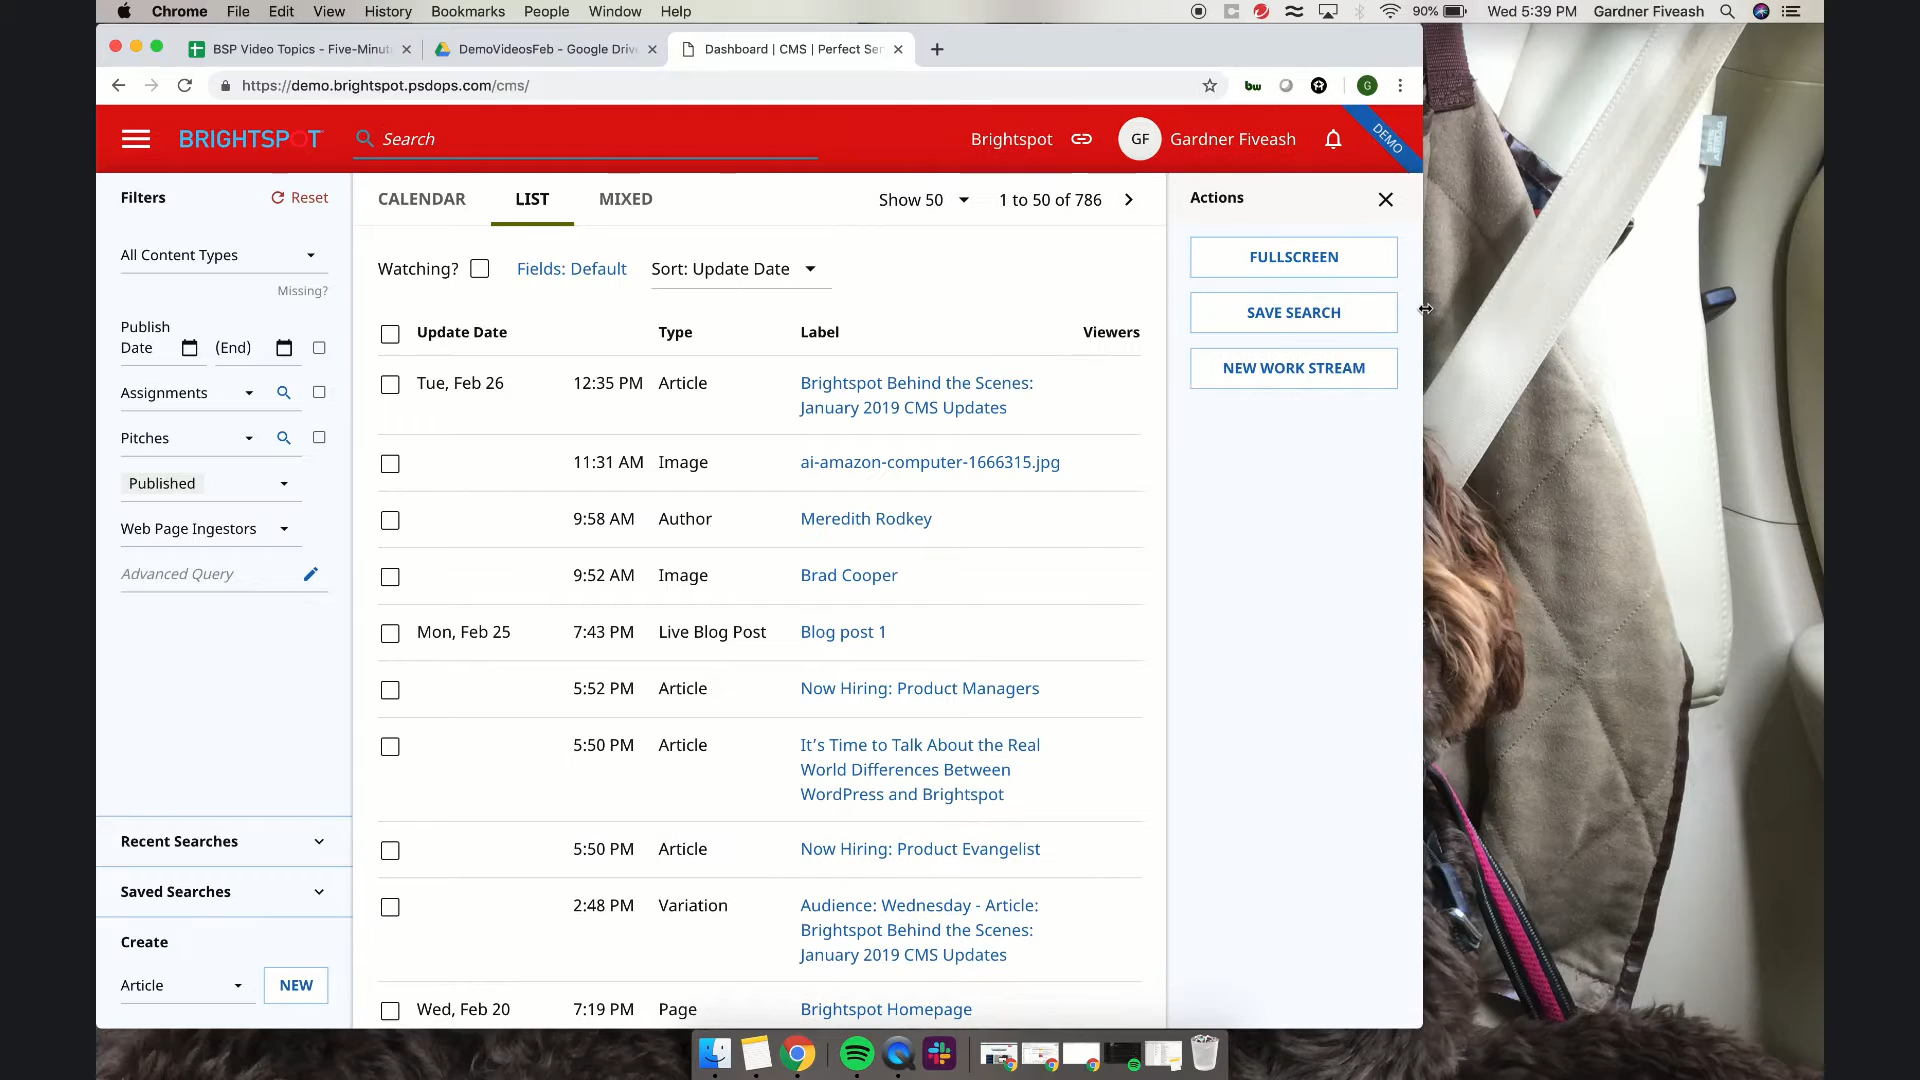 Chrome File Edit View History Bookmarks People Window Help 90% Wed 5:39 PM Gardner Fiveash
BSP Video Topics - Five-Minut
DemoVideosFeb - Google Driv
Dashboard | CMS | Perfect Sen
https://demo.brightspot.psdops.com/cms/
bw
G
BRIGHTSPOT
Search
Brightspot
GF
Gardner Fiveash
DEMO
Filters
Reset
All Content Types
Missing?
Publish
Date
(End)
Assignments
Pitches
Published
Web Page Ingestors
Advanced Query
Recent Searches
Saved Searches
Create
Article
NEW
CALENDAR LIST MIXED Show 50 1 to 50 of 786
Watching? Fields: Default Sort: Update Date
Update Date Type Label Viewers
Tue, Feb 26 12:35 PM Article Brightspot Behind the Scenes:
January 2019 CMS Updates
11:31 AM Image ai-amazon-computer-1666315.jpg
9:58 AM Author Meredith Rodkey
9:52 AM Image Brad Cooper
Mon, Feb 25 7:43 PM Live Blog Post Blog post 1
5:52 PM Article Now Hiring: Product Managers
5:50 PM Article It’s Time to Talk About the Real
World Differences Between
WordPress and Brightspot
5:50 PM Article Now Hiring: Product Evangelist
2:48 PM Variation Audience: Wednesday - Article:
Brightspot Behind the Scenes:
January 2019 CMS Updates
Wed, Feb 20 7:19 PM Page Brightspot Homepage
Actions
FULLSCREEN
SAVE SEARCH
NEW WORK STREAM